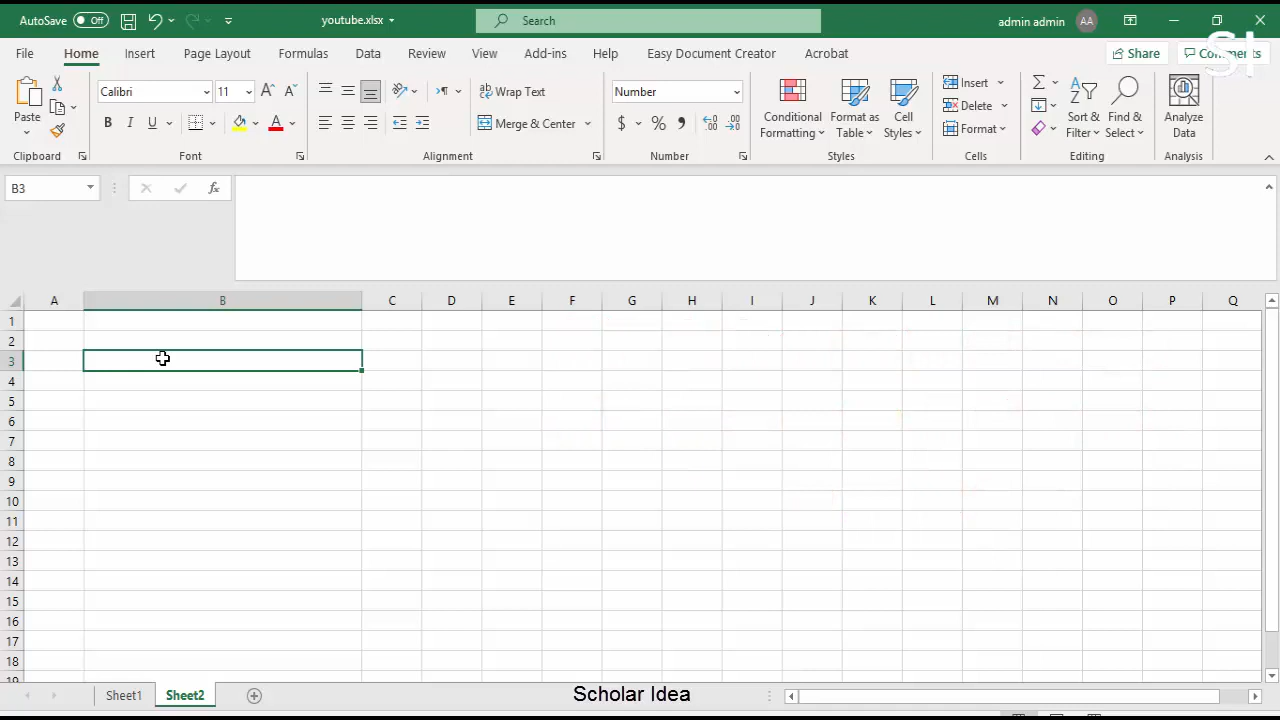 AutoSave Off youtube.xlsx Search admin admin AA
File Home Insert Page Layout Formulas Data Review View Add-ins Help Easy Document Creator Acrobat Share Comments
SI
Paste
Clipboard
Calibri 11
B I U A
Font
Wrap Text
Merge & Center
Alignment
Number
$ % 9
Number
Conditional Formatting
Format as Table
Cell Styles
Styles
Insert
Delete
Format
Cells
Sort & Filter
Find & Select
Editing
Analyze Data
Analysis
B3 fx
A B C D E F G H I J K L M N O P Q
1
2
3
4
5
6
7
8
9
10
11
12
13
14
15
16
17
18
19
Sheet1 Sheet2
Scholar Idea